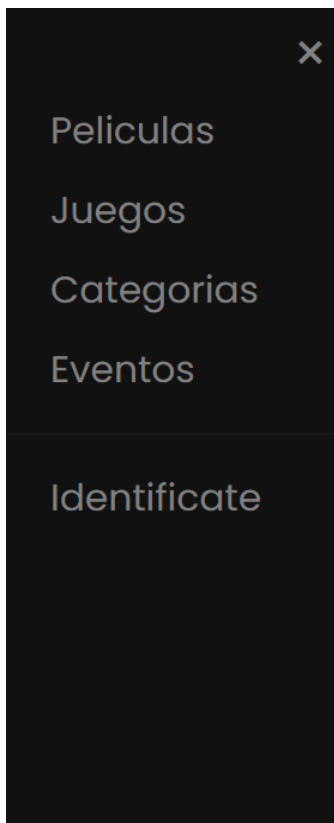 ×
Peliculas
Juegos
Categorias
Eventos
Identificate